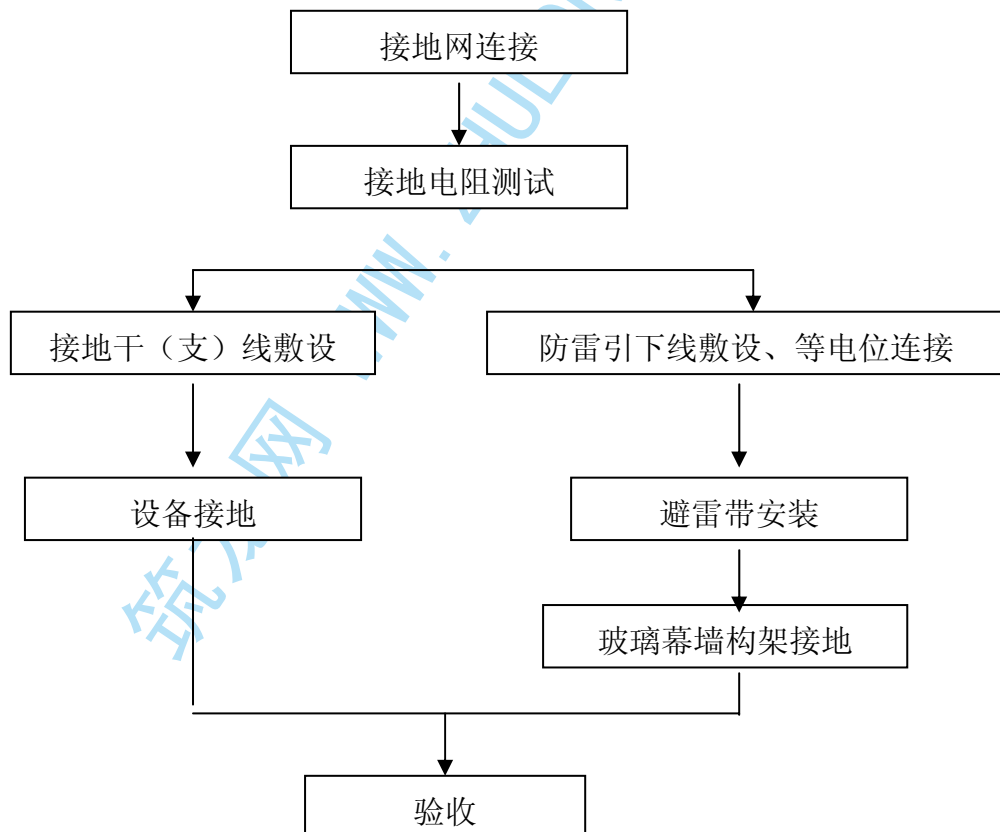 接地网连接
接地电阻测试
接地干（支）线敷设
防雷引下线敷设、等电位连接
设备接地
避雷带安装
玻璃幕墙构架接地
验收